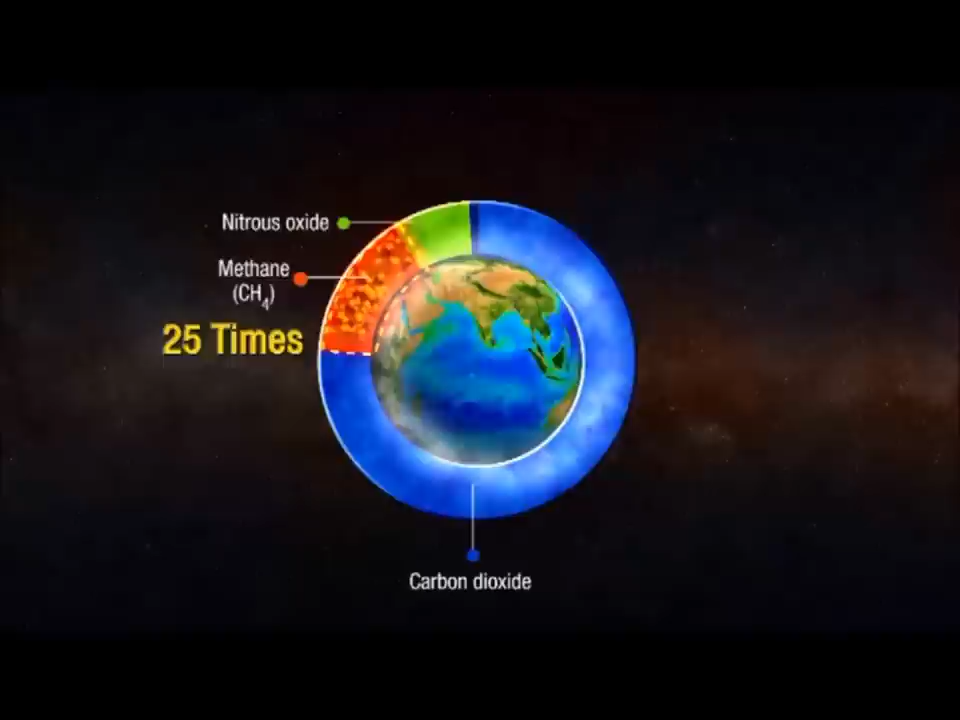 Nitrous oxide
Methane
(CH₄)
25 Times
Carbon dioxide